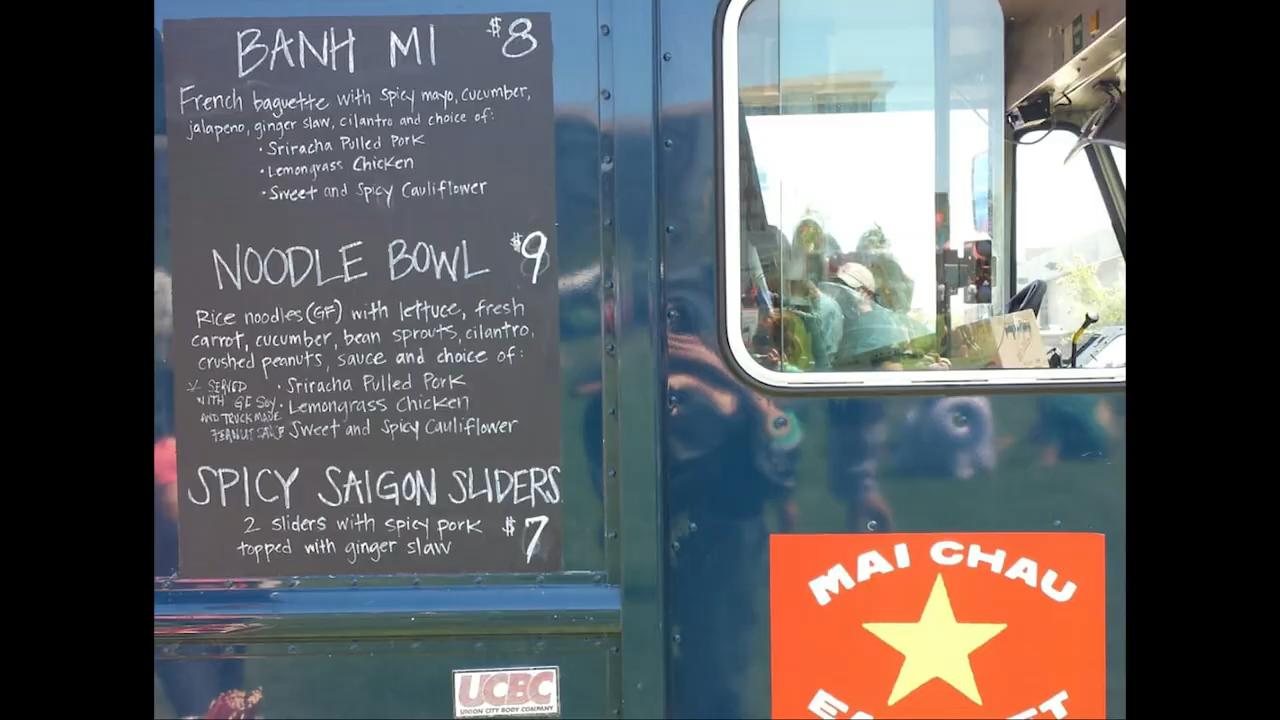 BANH MI $8
French baguette with spicy mayo, cucumber,
jalapeno, ginger slaw, cilantro and choice of:
• Sriracha Pulled Pork
• Lemongrass Chicken
• Sweet and Spicy Cauliflower
NOODLE BOWL $9
Rice noodles (GF) with lettuce, fresh
carrot, cucumber, bean sprouts, cilantro,
crushed peanuts, sauce and choice of:
• Sriracha Pulled Pork
• Lemongrass Chicken
Sweet and Spicy Cauliflower
SERVED
WITH GF SOY
AND TRUCK MADE
PEANUT
SPICY SAIGON SLIDERS
2 sliders with spicy pork $7
topped with ginger slaw
UCBC
UNION CITY BODY COMPANY
MAI CHAU